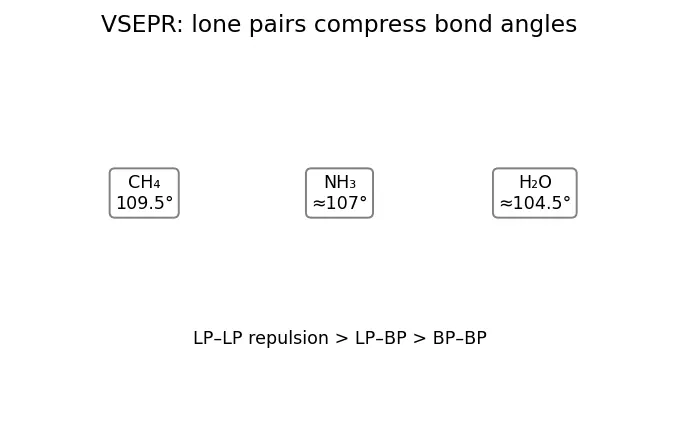 VSEPR: lone pairs compress bond angles
CH₄
109.5°
NH₃
≈107°
H₂O
≈104.5°
LP–LP repulsion > LP–BP > BP–BP